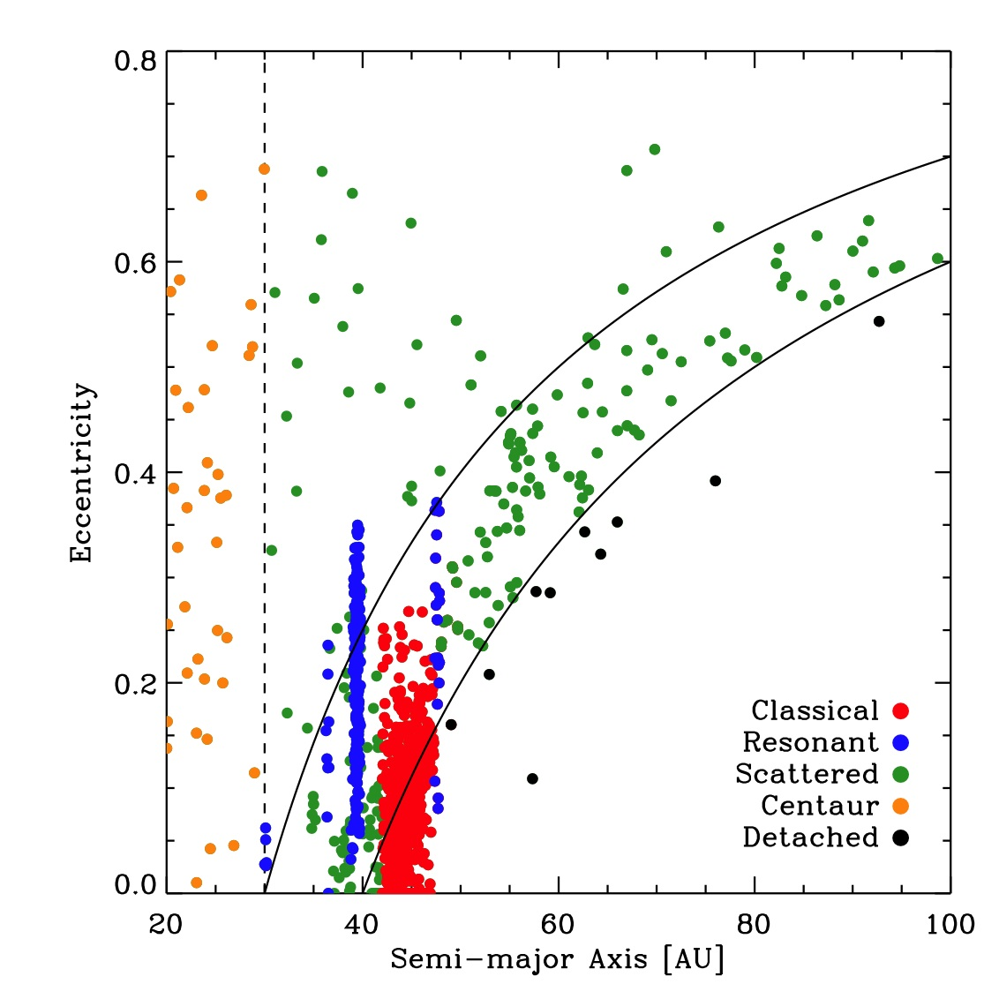 0.8
0.6
0.4
0.2
0.0
Eccentricity
Classical
Resonant
Scattered
Centaur
Detached
20 40 60 80 100
Semi-major Axis [AU]